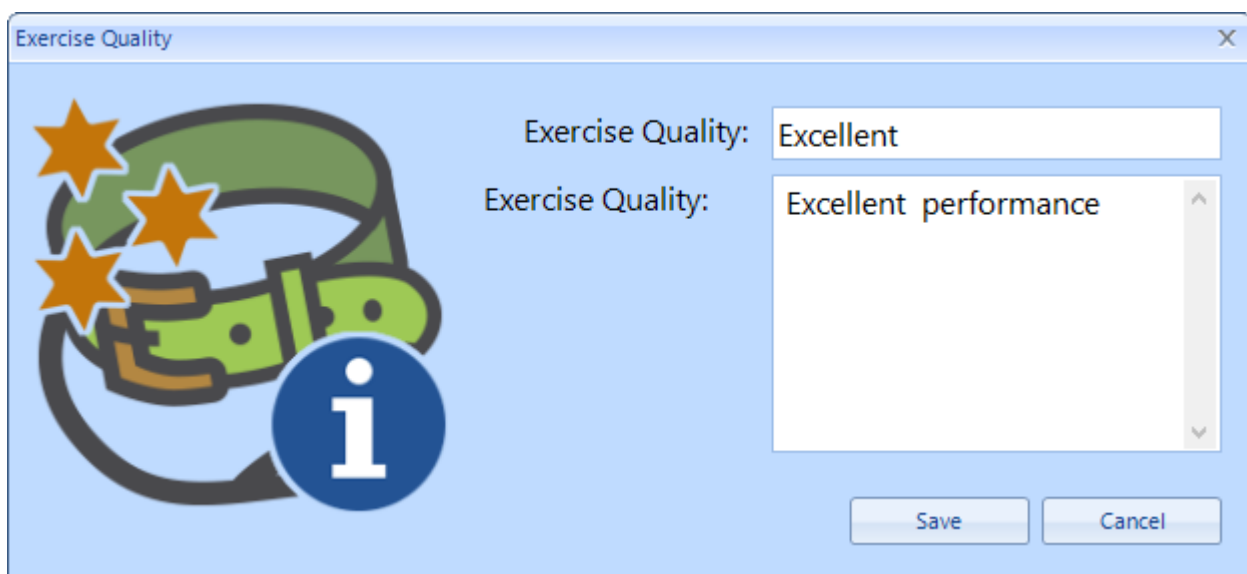 Exercise Quality
Exercise Quality: Excellent
Exercise Quality: Excellent performance
Save Cancel